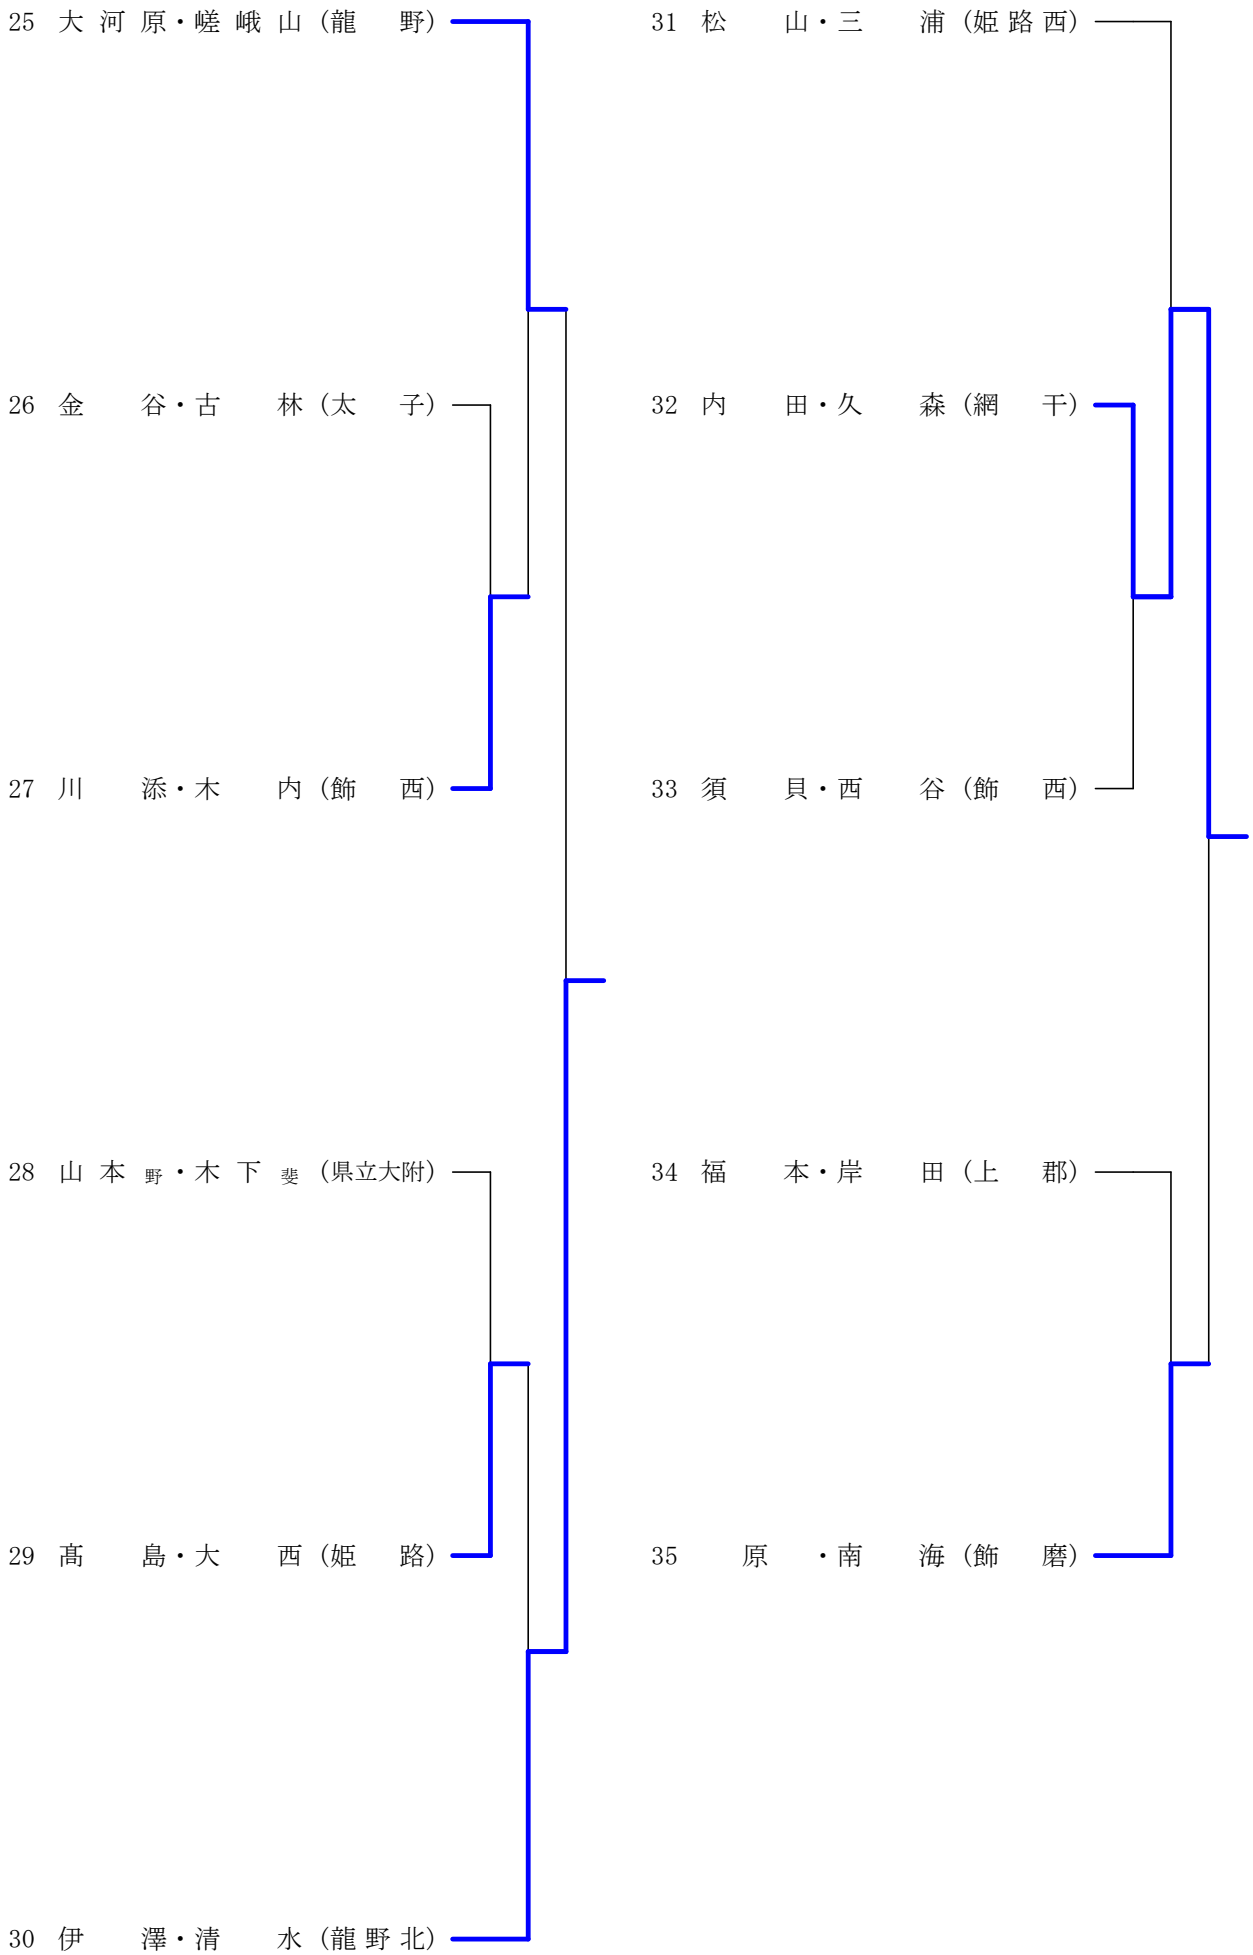 25 大河原・嵯峨山（龍　野）
26 金　谷・古　林（太　子）
27 川　添・木　内（飾　西）
28 山本野・木下斐（県立大附）
29 髙　島・大　西（姫　路）
30 伊　澤・清　水（龍野北）
31 松　山・三　浦（姫路西）
32 内　田・久　森（網　干）
33 須　貝・西　谷（飾　西）
34 福　本・岸　田（上　郡）
35 　原　・南　海（飾　磨）